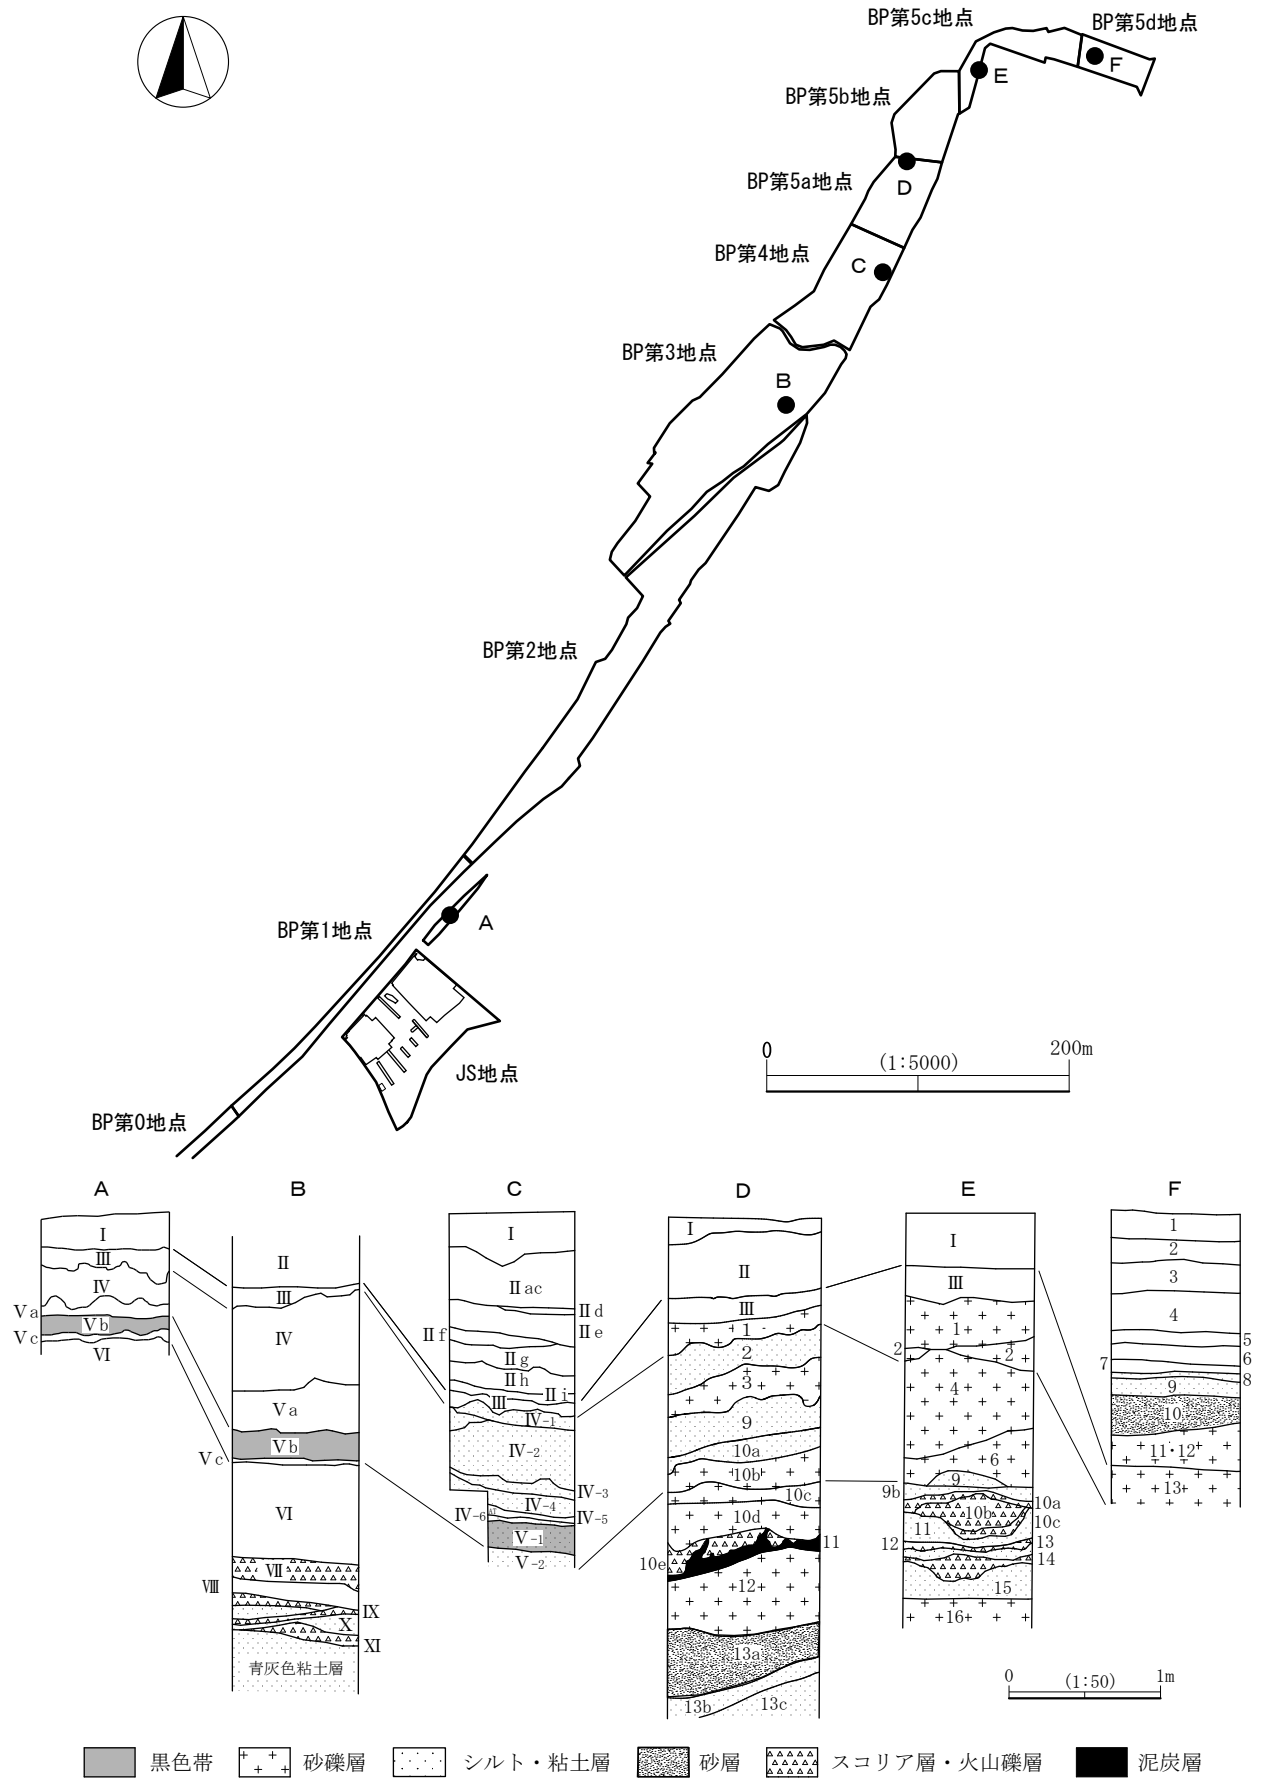 BP第5c地点
BP第5d地点
F
E
BP第5b地点
BP第5a地点
D
BP第4地点
C
BP第3地点
B
BP第2地点
BP第1地点
A
JS地点
BP第0地点
0
(1:5000)
200m
A
Ⅰ
Ⅲ
Ⅳ
Ⅴa
Ⅴb
Ⅴc
Ⅵ
B
Ⅱ
Ⅲ
Ⅳ
Ⅴa
Ⅴb
Ⅴc
Ⅵ
Ⅶ
Ⅷ
Ⅸ
Ⅹ
Ⅺ
青灰色粘土層
C
Ⅰ
Ⅱac
Ⅱd
Ⅱe
Ⅱf
Ⅱg
Ⅱh
Ⅱi
Ⅲ
Ⅳ-1
Ⅳ-2
Ⅳ-3
Ⅳ-4
Ⅳ-5
Ⅳ-6
Ⅴ-1
Ⅴ-2
D
Ⅰ
Ⅱ
Ⅲ
1
2
3
9
10a
10b
10c
10d
10e
11
12
13a
13b
13c
E
Ⅰ
Ⅲ
1
2
2
4
6
9
9b
10a
10b
10c
11
12
13
14
15
16
F
1
2
3
4
5
6
7
8
9
10
11・12
13
0
(1:50)
1m
黒色帯
砂礫層
シルト・粘土層
砂層
スコリア層・火山礫層
泥炭層